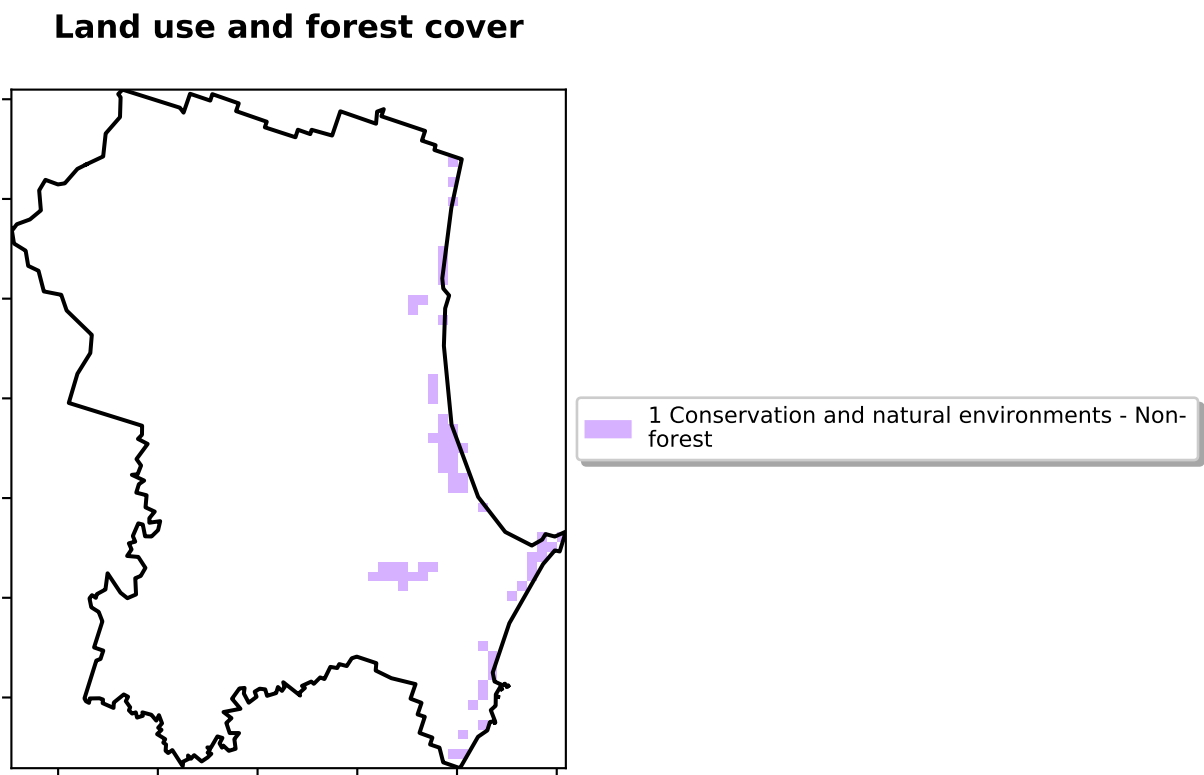 Land use and forest cover
1 Conservation and natural environments - Non-
forest